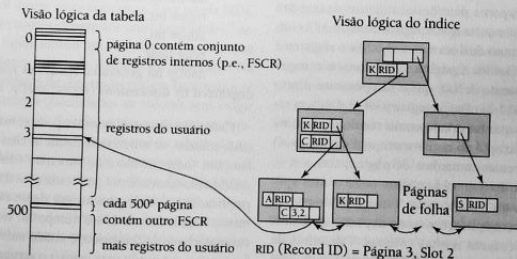 Visão lógica da tabela
0
página 0 contém conjunto
de registros internos (p.e., FSCR)
1
2
registros do usuário
3
500
cada 500ª página
contém outro FSCR
mais registros do usuário
Visão lógica do índice
K RID
K RID
C RID
A RID
C 3,2
K RID
Páginas
de folha
S RID
RID (Record ID) = Página 3, Slot 2